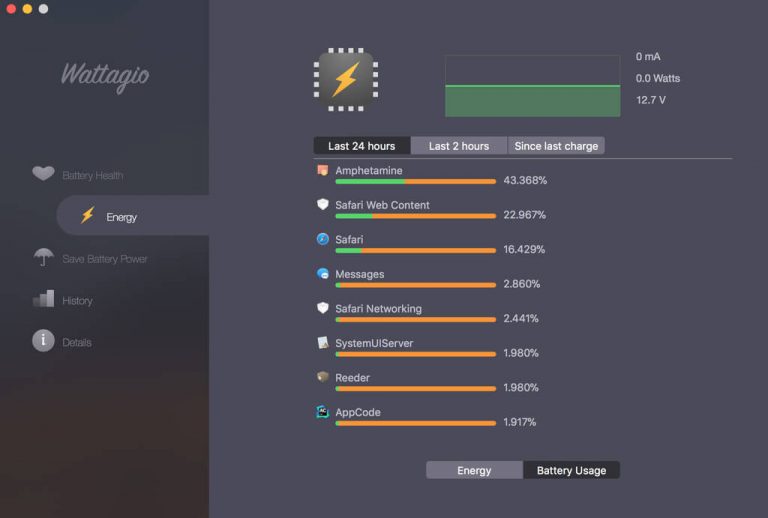 Wattagio
Battery Health
Energy
Save Battery Power
History
i
Details
0 mA
0.0 Watts
12.7 V
Last 24 hours Last 2 hours Since last charge
Amphetamine
43.368%
Safari Web Content
22.967%
Safari
16.429%
Messages
2.860%
Safari Networking
2.441%
SystemUIServer
1.980%
Reeder
1.980%
AppCode
1.917%
Energy Battery Usage